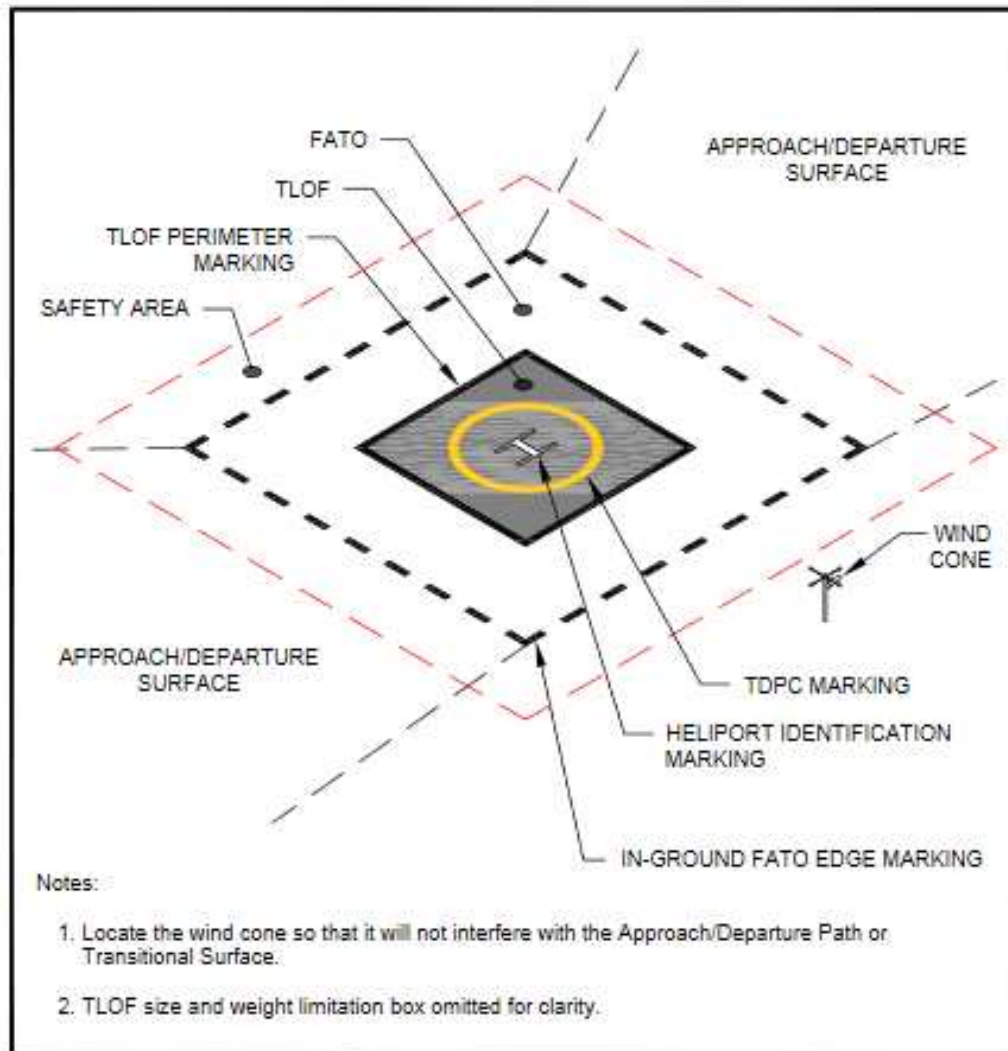 FATO
APPROACH/DEPARTURE
SURFACE
TLOF
TLOF PERIMETER
MARKING
SAFETY AREA
H
WIND
CONE
APPROACH/DEPARTURE
SURFACE
TDPC MARKING
HELIPORT IDENTIFICATION
MARKING
IN-GROUND FATO EDGE MARKING
Notes:
1. Locate the wind cone so that it will not interfere with the Approach/Departure Path or
Transitional Surface.
2. TLOF size and weight limitation box omitted for clarity.